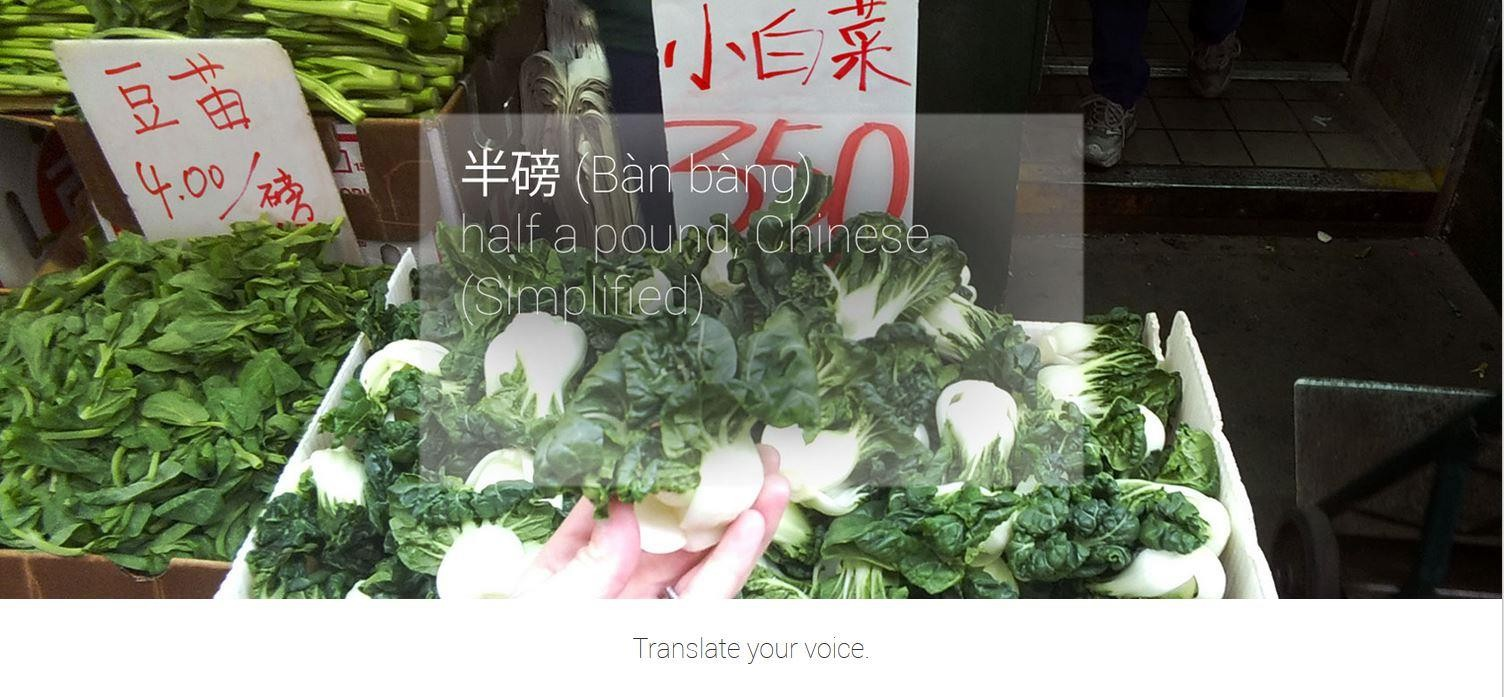 豆苗
4.00/磅
小白菜
350
半磅 (Bàn bàng)
half a pound, Chinese
(Simplified)
Translate your voice.